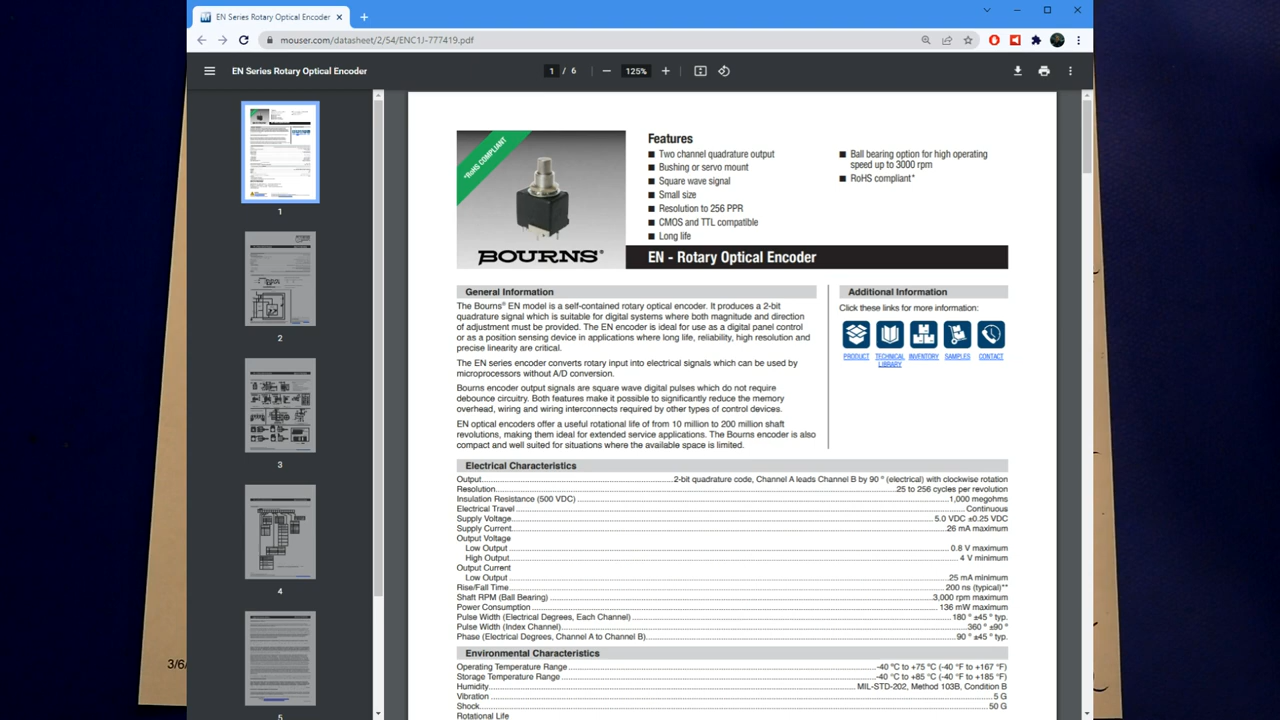 EN Series Rotary Optical Encoder
mouser.com/datasheet/2/54/ENC1J-777419.pdf
EN Series Rotary Optical Encoder
1 / 6
125%
1
2
3
4
5
3/6/
*RoHS COMPLIANT
BOURNS®
Features
■ Two channel quadrature output
■ Bushing or servo mount
■ Square wave signal
■ Small size
■ Resolution to 256 PPR
■ CMOS and TTL compatible
■ Long life
■ Ball bearing option for high operating
speed up to 3000 rpm
■ RoHS compliant*
EN - Rotary Optical Encoder
General Information
The Bourns® EN model is a self-contained rotary optical encoder. It produces a 2-bit
quadrature signal which is suitable for digital systems where both magnitude and direction
of adjustment must be provided. The EN encoder is ideal for use as a digital panel control
or as a position sensing device in applications where long life, reliability, high resolution and
precise linearity are critical.
The EN series encoder converts rotary input into electrical signals which can be used by
microprocessors without A/D conversion.
Bourns encoder output signals are square wave digital pulses which do not require
debounce circuitry. Both features make it possible to significantly reduce the memory
overhead, wiring and wiring interconnects required by other types of control devices.
EN optical encoders offer a useful rotational life of from 10 million to 200 million shaft
revolutions, making them ideal for extended service applications. The Bourns encoder is also
compact and well suited for situations where the available space is limited.
Additional Information
Click these links for more information:
PRODUCT TECHNICAL LIBRARY INVENTORY SAMPLES CONTACT
Electrical Characteristics
Output...2-bit quadrature code, Channel A leads Channel B by 90 ° (electrical) with clockwise rotation
Resolution...25 to 256 cycles per revolution
Insulation Resistance (500 VDC)...1,000 megohms
Electrical Travel...Continuous
Supply Voltage...5.0 VDC ±0.25 VDC
Supply Current...26 mA maximum
Output Voltage
Low Output...0.8 V maximum
High Output...4 V minimum
Output Current
Low Output...25 mA minimum
Rise/Fall Time...200 ns (typical)**
Shaft RPM (Ball Bearing)...3,000 rpm maximum
Power Consumption...136 mW maximum
Pulse Width (Electrical Degrees, Each Channel)...180 ° ±45 ° typ.
Pulse Width (Index Channel)...360 ° ±90 °
Phase (Electrical Degrees, Channel A to Channel B)...90 ° ±45 ° typ.
Environmental Characteristics
Operating Temperature Range...-40 °C to +75 °C (-40 °F to +167 °F)
Storage Temperature Range...-40 °C to +85 °C (-40 °F to +185 °F)
Humidity...MIL-STD-202, Method 103B, Condition B
Vibration...5 G
Shock...50 G
Rotational Life